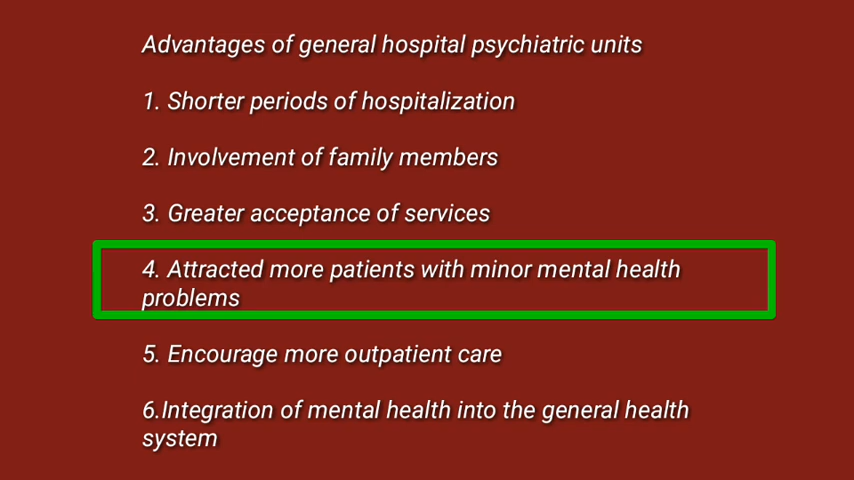 Advantages of general hospital psychiatric units
1. Shorter periods of hospitalization
2. Involvement of family members
3. Greater acceptance of services
4. Attracted more patients with minor mental health
problems
5. Encourage more outpatient care
6.Integration of mental health into the general health
system